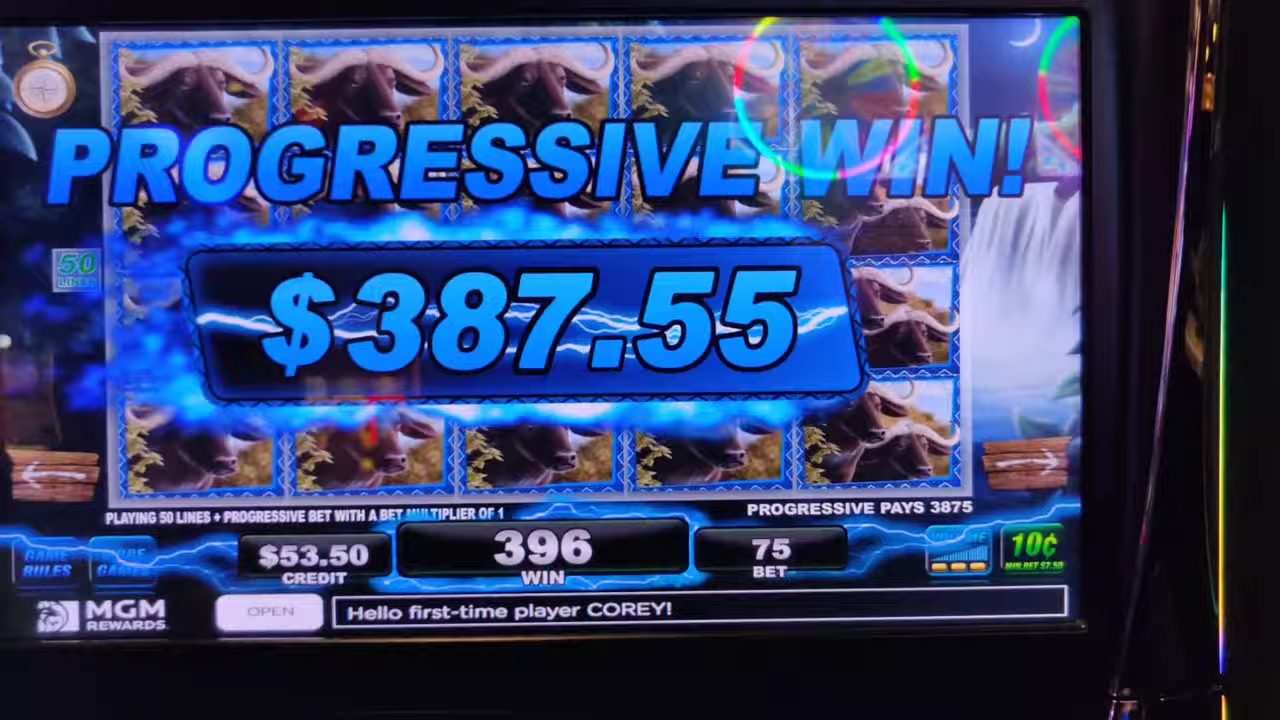 PROGRESSIVE WIN!
50
LINES
$387.55
PLAYING 50 LINES + PROGRESSIVE BET WITH A BET MULTIPLIER OF 1
PROGRESSIVE PAYS 3875
GAME
RULES
MORE
GAMES
$53.50
CREDIT
396
WIN
75
BET
VOLUME
10¢
MIN BET $7.50
MGM
REWARDS
OPEN
Hello first-time player COREY!